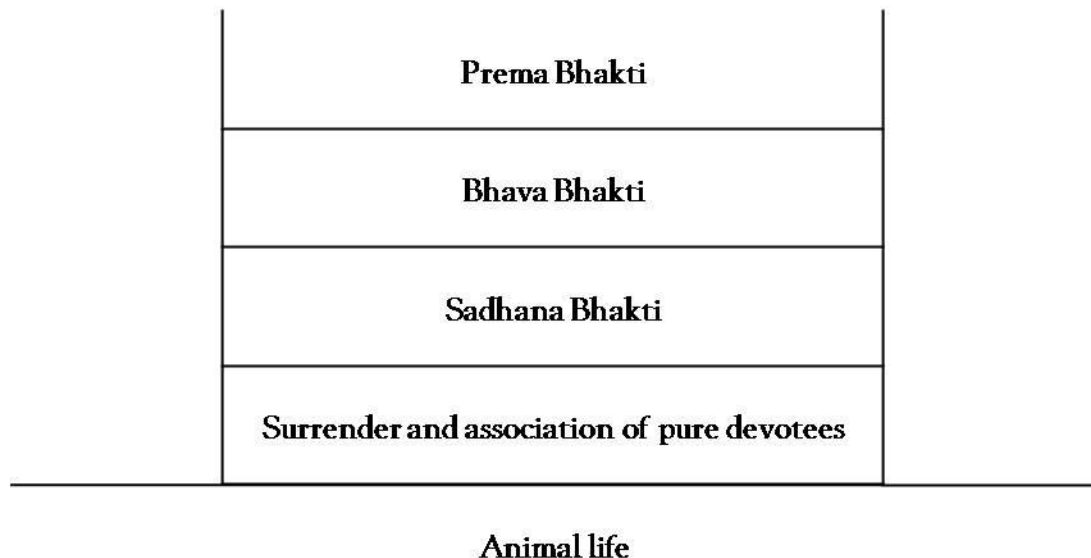 Prema Bhakti
Bhava Bhakti
Sadhana Bhakti
Surrender and association of pure devotees
Animal life